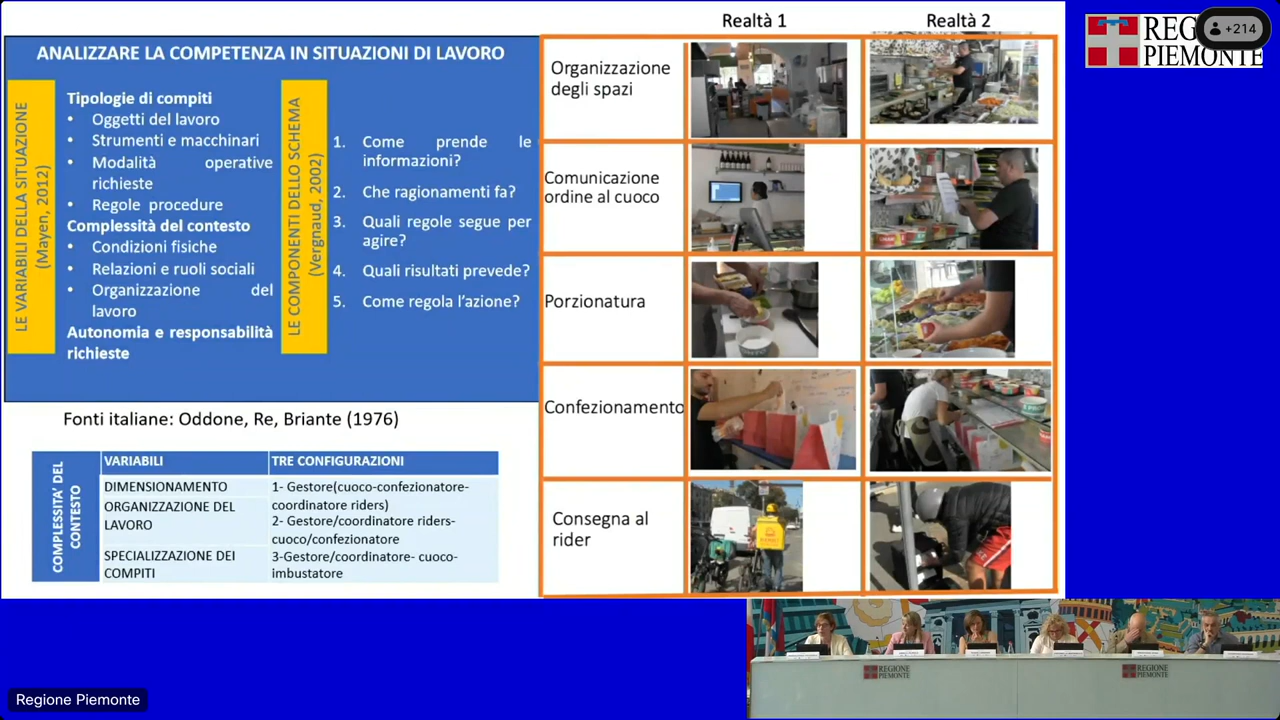 Realtà 1
Realtà 2
REGIONE
PIEMONTE
+214
ANALIZZARE LA COMPETENZA IN SITUAZIONI DI LAVORO
LE VARIABILI DELLA SITUAZIONE
(Mayen, 2012)
Tipologie di compiti
• Oggetti del lavoro
• Strumenti e macchinari
• Modalità operative
richieste
• Regole procedure
Complessità del contesto
• Condizioni fisiche
• Relazioni e ruoli sociali
• Organizzazione del
lavoro
Autonomia e responsabilità
richieste
LE COMPONENTI DELLO SCHEMA
(Vergnaud, 2002)
1. Come prende le
informazioni?
2. Che ragionamenti fa?
3. Quali regole segue per
agire?
4. Quali risultati prevede?
5. Come regola l'azione?
Organizzazione
degli spazi
Comunicazione
ordine al cuoco
Porzionatura
Confezionamento
Consegna al
rider
Fonti italiane: Oddone, Re, Briante (1976)
COMPLESSITA' DEL
CONTESTO
VARIABILI
TRE CONFIGURAZIONI
DIMENSIONAMENTO
ORGANIZZAZIONE DEL
LAVORO
SPECIALIZZAZIONE DEI
COMPITI
1- Gestore(cuoco-confezionatore-
coordinatore riders)
2- Gestore/coordinatore riders-
cuoco/confezionatore
3-Gestore/coordinatore- cuoco-
imbustatore
REGIONE
PIEMONTE
REGIONE
PIEMONTE
Regione Piemonte